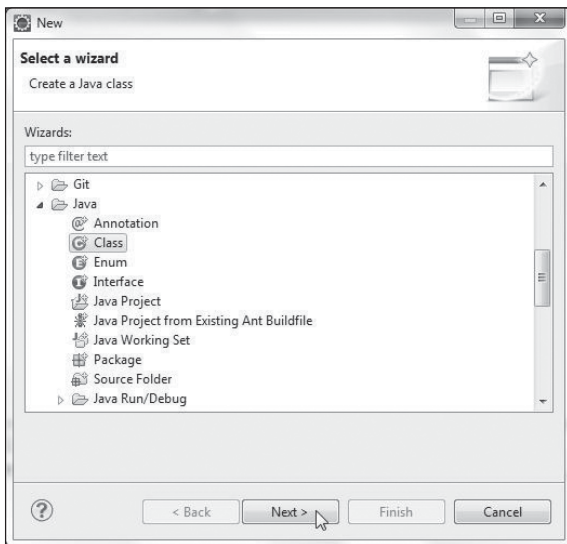 New
Select a wizard
Create a Java class
Wizards:
type filter text
Git
Java
Annotation
Class
Enum
Interface
Java Project
Java Project from Existing Ant Buildfile
Java Working Set
Package
Source Folder
Java Run/Debug
< Back Next > Finish Cancel